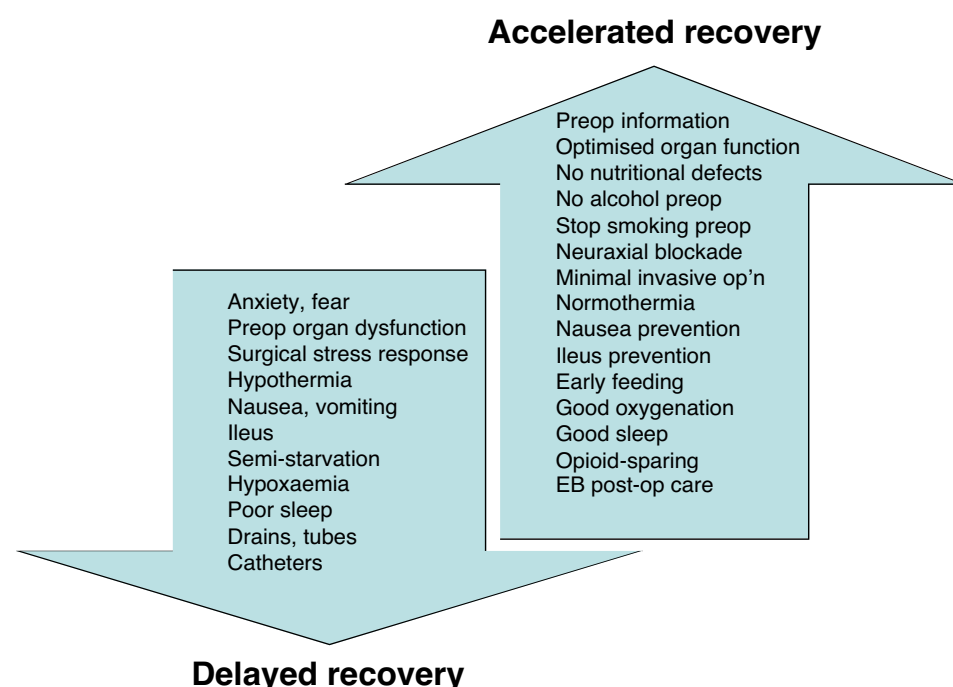 Accelerated recovery
Preop information
Optimised organ function
No nutritional defects
No alcohol preop
Stop smoking preop
Neuraxial blockade
Minimal invasive op'n
Normothermia
Nausea prevention
Ileus prevention
Early feeding
Good oxygenation
Good sleep
Opioid-sparing
EB post-op care
Anxiety, fear
Preop organ dysfunction
Surgical stress response
Hypothermia
Nausea, vomiting
Ileus
Semi-starvation
Hypoxaemia
Poor sleep
Drains, tubes
Catheters
Delayed recovery